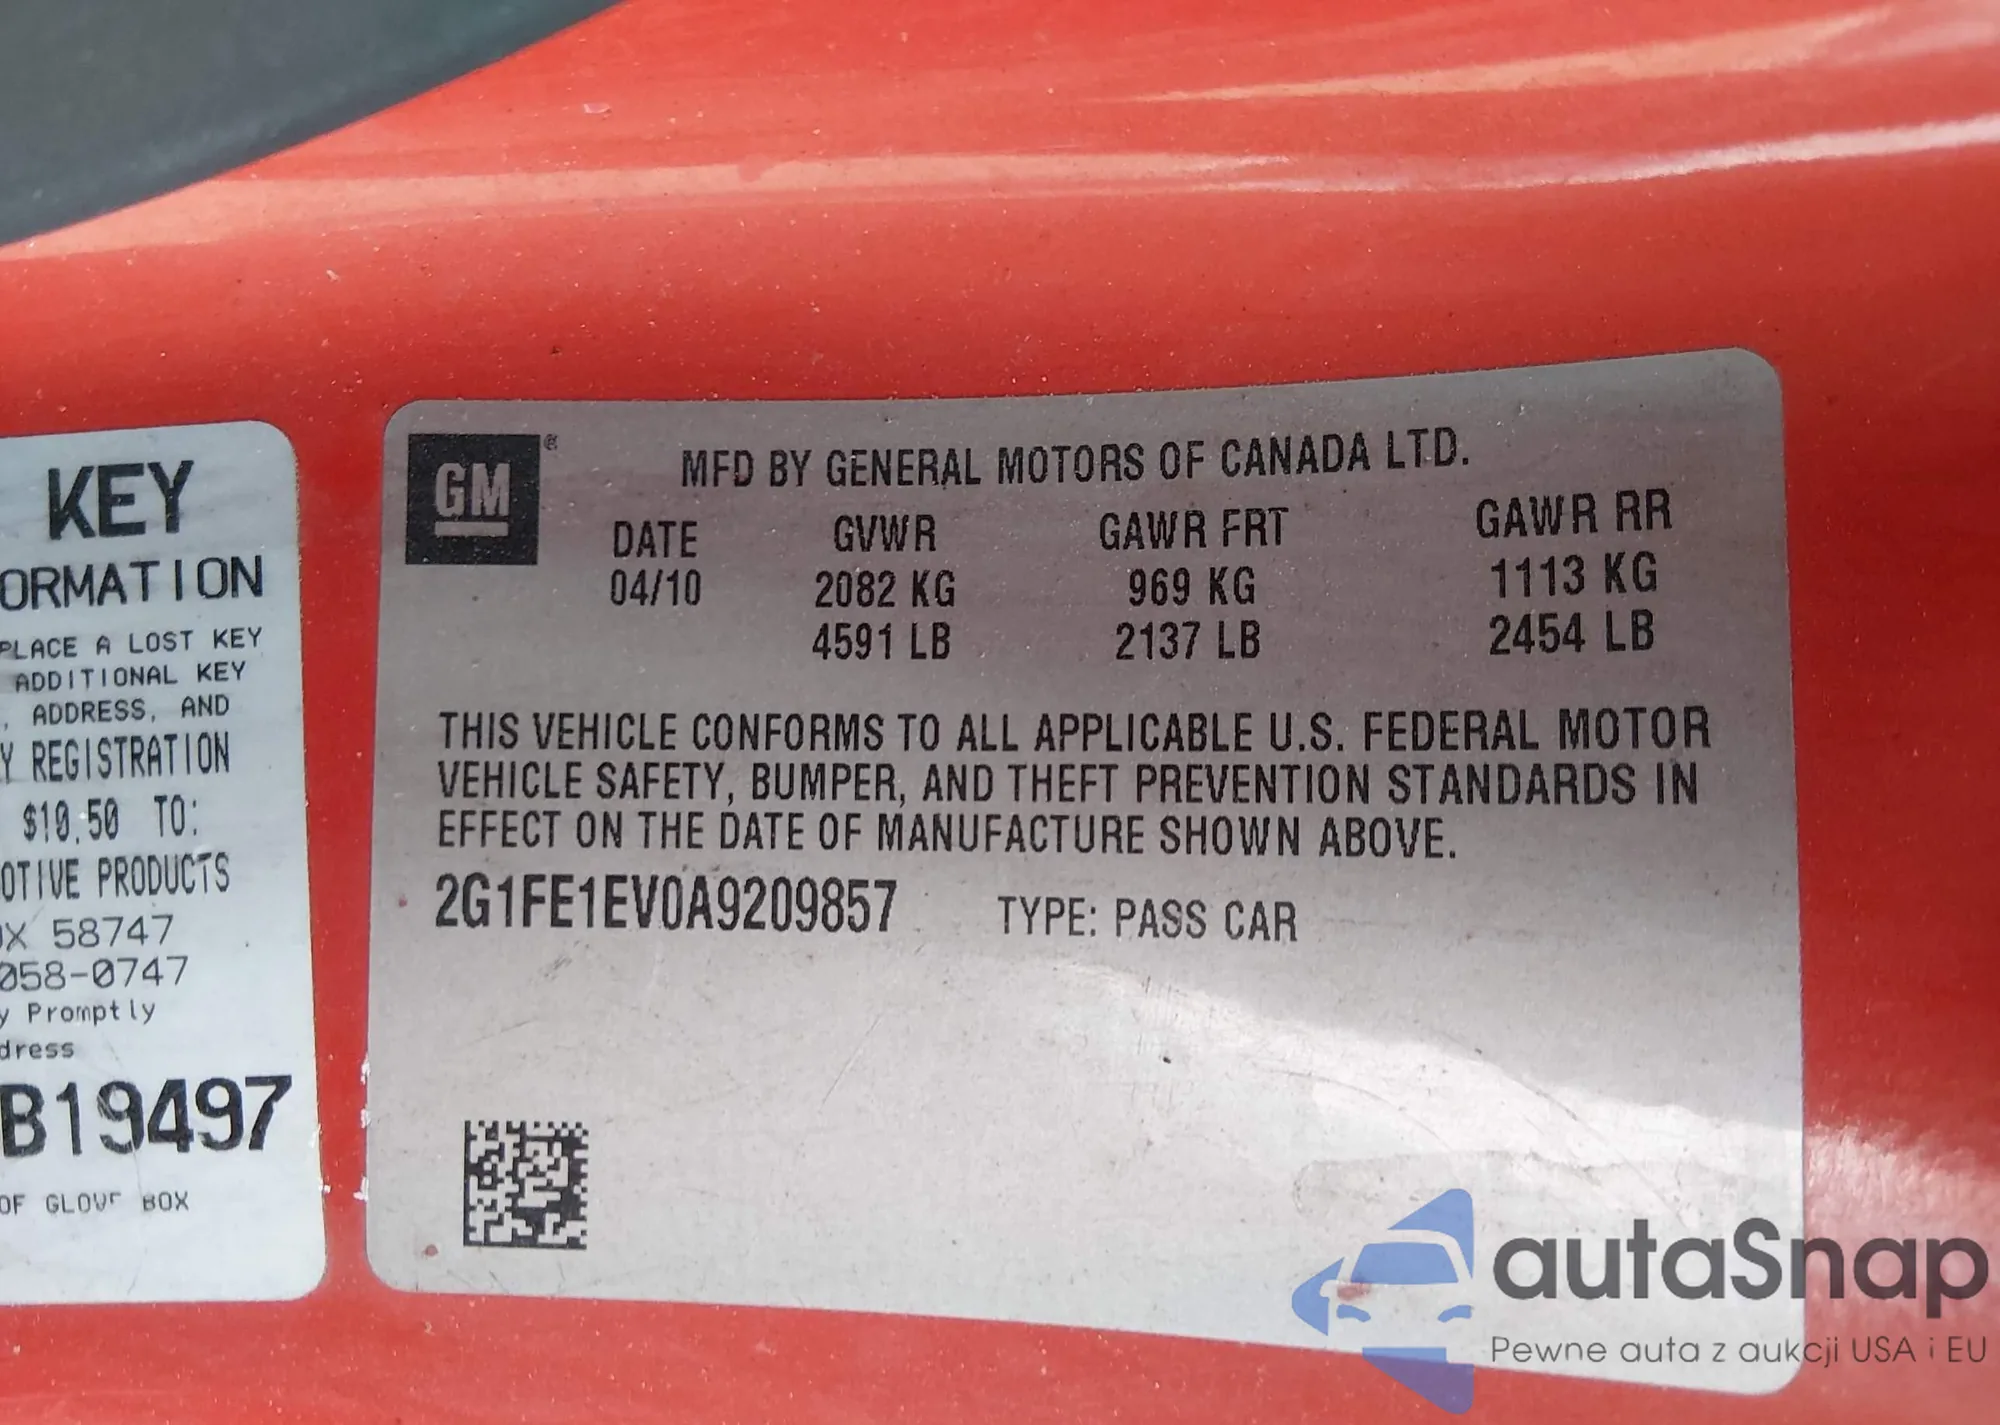 KEY
ORMATION
PLACE A LOST KEY
ADDITIONAL KEY
, ADDRESS, AND
Y REGISTRATION
$10.50 TO:
OTIVE PRODUCTS
OX 58747
058-0747
y Promptly
dress
B19497
OF GLOVE BOX
GM®
MFD BY GENERAL MOTORS OF CANADA LTD.
DATE GVWR GAWR FRT GAWR RR
04/10 2082 KG 969 KG 1113 KG
4591 LB 2137 LB 2454 LB
THIS VEHICLE CONFORMS TO ALL APPLICABLE U.S. FEDERAL MOTOR
VEHICLE SAFETY, BUMPER, AND THEFT PREVENTION STANDARDS IN
EFFECT ON THE DATE OF MANUFACTURE SHOWN ABOVE.
2G1FE1EV0A9209857 TYPE: PASS CAR
autaSnap
Pewne auta z aukcji USA i EU